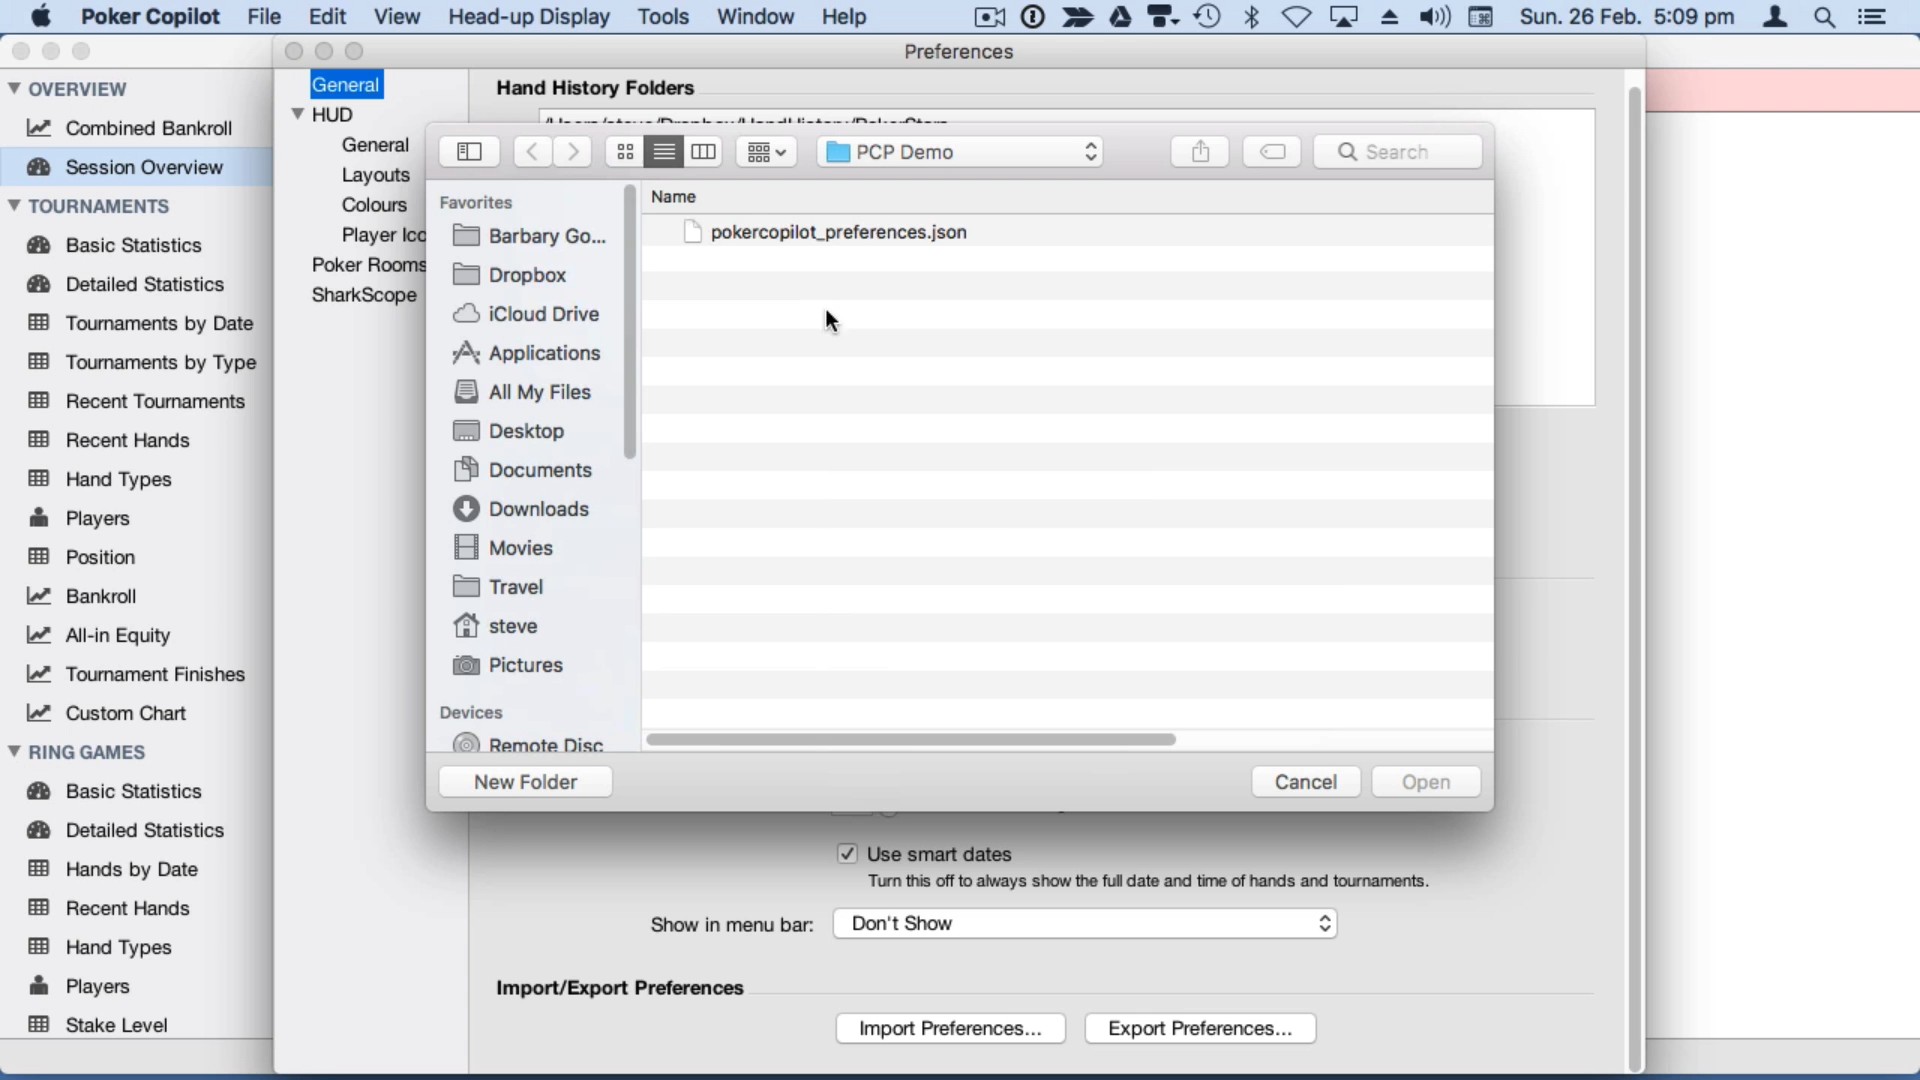 Poker Copilot File Edit View Head-up Display Tools Window Help Sun. 26 Feb. 5:09 pm
Preferences
OVERVIEW
Combined Bankroll
Session Overview
TOURNAMENTS
Basic Statistics
Detailed Statistics
Tournaments by Date
Tournaments by Type
Recent Tournaments
Recent Hands
Hand Types
Players
Position
Bankroll
All-in Equity
Tournament Finishes
Custom Chart
RING GAMES
Basic Statistics
Detailed Statistics
Hands by Date
Recent Hands
Hand Types
Players
Stake Level
General
HUD
General
Layouts
Colours
Player Ico
Poker Rooms
SharkScope
Hand History Folders
/Users/steve/Dropbox/HandHistory/PokerStars
PCP Demo
Search
Favorites
Barbary Go...
Dropbox
iCloud Drive
Applications
All My Files
Desktop
Documents
Downloads
Movies
Travel
steve
Pictures
Devices
Remote Disc
Name
pokercopilot_preferences.json
New Folder
Cancel
Open
Use smart dates
Turn this off to always show the full date and time of hands and tournaments.
Show in menu bar: Don't Show
Import/Export Preferences
Import Preferences...
Export Preferences...